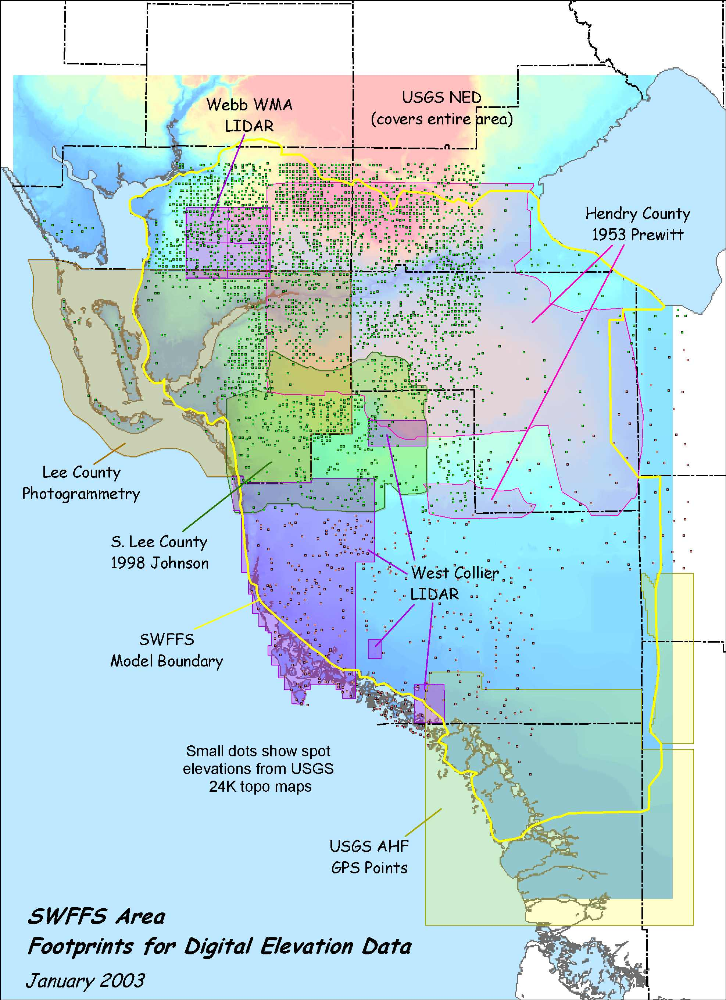 USGS NED
(covers entire area)
Webb WMA
LIDAR
Hendry County
1953 Prewitt
Lee County
Photogrammetry
S. Lee County
1998 Johnson
West Collier
LIDAR
SWFFS
Model Boundary
Small dots show spot
elevations from USGS
24K topo maps
USGS AHF
GPS Points
SWFFS Area
Footprints for Digital Elevation Data
January 2003